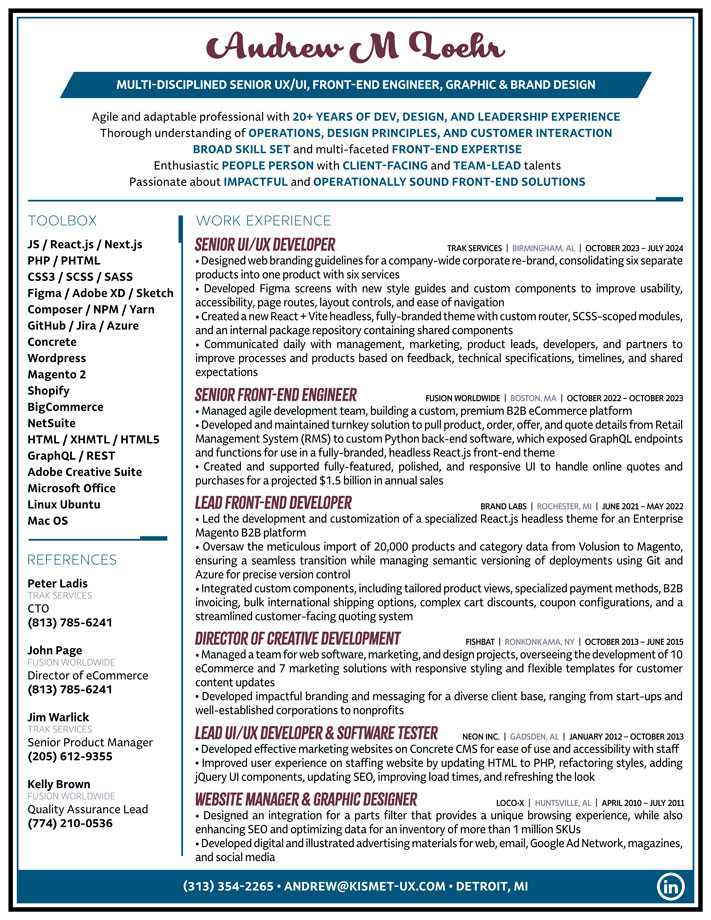 Andrew M Loehr
MULTI-DISCIPLINED SENIOR UX/UI, FRONT-END ENGINEER, GRAPHIC & BRAND DESIGN
Agile and adaptable professional with 20+ YEARS OF DEV, DESIGN, AND LEADERSHIP EXPERIENCE
Thorough understanding of OPERATIONS, DESIGN PRINCIPLES, AND CUSTOMER INTERACTION
BROAD SKILL SET and multi-faceted FRONT-END EXPERTISE
Enthusiastic PEOPLE PERSON with CLIENT-FACING and TEAM-LEAD talents
Passionate about IMPACTFUL and OPERATIONALLY SOUND FRONT-END SOLUTIONS
TOOLBOX
JS / React.js / Next.js
PHP / PHTML
CSS3 / SCSS / SASS
Figma / Adobe XD / Sketch
Composer / NPM / Yarn
GitHub / Jira / Azure
Concrete
Wordpress
Magento 2
Shopify
BigCommerce
NetSuite
HTML / XHMTL / HTML5
GraphQL / REST
Adobe Creative Suite
Microsoft Office
Linux Ubuntu
Mac OS
REFERENCES
Peter Ladis
TRAK SERVICES
CTO
(813) 785-6241
John Page
FUSION WORLDWIDE
Director of eCommerce
(813) 785-6241
Jim Warlick
TRAK SERVICES
Senior Product Manager
(205) 612-9355
Kelly Brown
FUSION WORLDWIDE
Quality Assurance Lead
(774) 210-0536
WORK EXPERIENCE
SENIOR UI/UX DEVELOPER TRAK SERVICES | BIRMINGHAM, AL | OCTOBER 2023 – JULY 2024
• Designed web branding guidelines for a company-wide corporate re-brand, consolidating six separate
products into one product with six services
• Developed Figma screens with new style guides and custom components to improve usability,
accessibility, page routes, layout controls, and ease of navigation
• Created a new React + Vite headless, fully-branded theme with custom router, SCSS-scoped modules,
and an internal package repository containing shared components
• Communicated daily with management, marketing, product leads, developers, and partners to
improve processes and products based on feedback, technical specifications, timelines, and shared
expectations
SENIOR FRONT-END ENGINEER FUSION WORLDWIDE | BOSTON, MA | OCTOBER 2022 – OCTOBER 2023
• Managed agile development team, building a custom, premium B2B eCommerce platform
• Developed and maintained turnkey solution to pull product, order, offer, and quote details from Retail
Management System (RMS) to custom Python back-end software, which exposed GraphQL endpoints
and functions for use in a fully-branded, headless React.js front-end theme
• Created and supported fully-featured, polished, and responsive UI to handle online quotes and
purchases for a projected $1.5 billion in annual sales
LEAD FRONT-END DEVELOPER BRAND LABS | ROCHESTER, MI | JUNE 2021 – MAY 2022
• Led the development and customization of a specialized React.js headless theme for an Enterprise
Magento B2B platform
• Oversaw the meticulous import of 20,000 products and category data from Volusion to Magento,
ensuring a seamless transition while managing semantic versioning of deployments using Git and
Azure for precise version control
• Integrated custom components, including tailored product views, specialized payment methods, B2B
invoicing, bulk international shipping options, complex cart discounts, coupon configurations, and a
streamlined customer-facing quoting system
DIRECTOR OF CREATIVE DEVELOPMENT FISHBAT | RONKONKAMA, NY | OCTOBER 2013 – JUNE 2015
• Managed a team for web software, marketing, and design projects, overseeing the development of 10
eCommerce and 7 marketing solutions with responsive styling and flexible templates for customer
content updates
• Developed impactful branding and messaging for a diverse client base, ranging from start-ups and
well-established corporations to nonprofits
LEAD UI/UX DEVELOPER & SOFTWARE TESTER NEON INC. | GADSDEN, AL | JANUARY 2012 – OCTOBER 2013
• Developed effective marketing websites on Concrete CMS for ease of use and accessibility with staff
• Improved user experience on staffing website by updating HTML to PHP, refactoring styles, adding
jQuery UI components, updating SEO, improving load times, and refreshing the look
WEBSITE MANAGER & GRAPHIC DESIGNER LOCO-X | HUNTSVILLE, AL | APRIL 2010 – JULY 2011
• Designed an integration for a parts filter that provides a unique browsing experience, while also
enhancing SEO and optimizing data for an inventory of more than 1 million SKUs
• Developed digital and illustrated advertising materials for web, email, Google Ad Network, magazines,
and social media
(313) 354-2265 • ANDREW@KISMET-UX.COM • DETROIT, MI
in